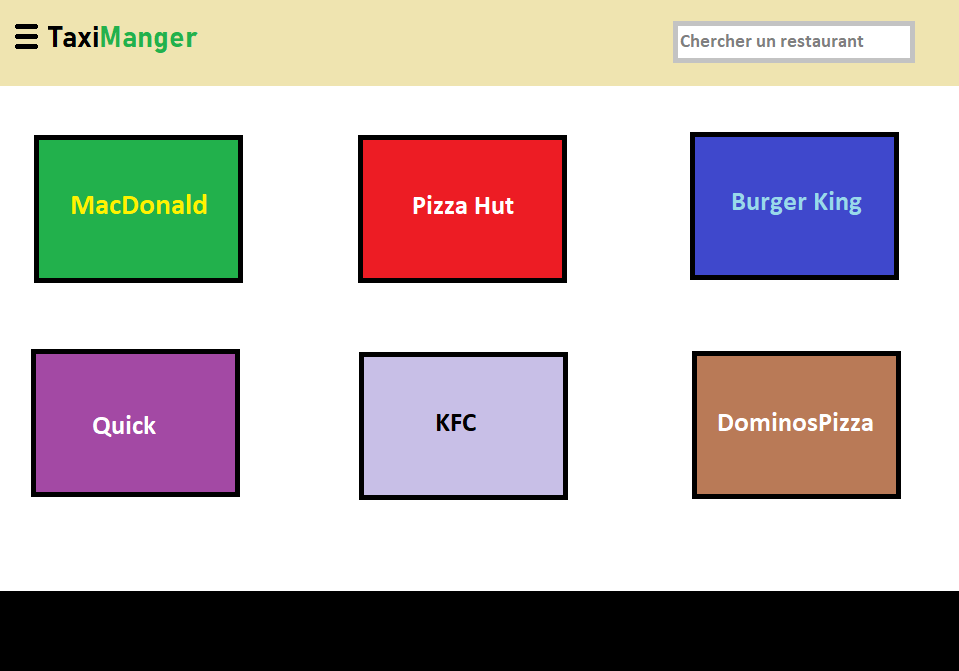 TaxiManger
Chercher un restaurant
MacDonald
Pizza Hut
Burger King
Quick
KFC
DominosPizza